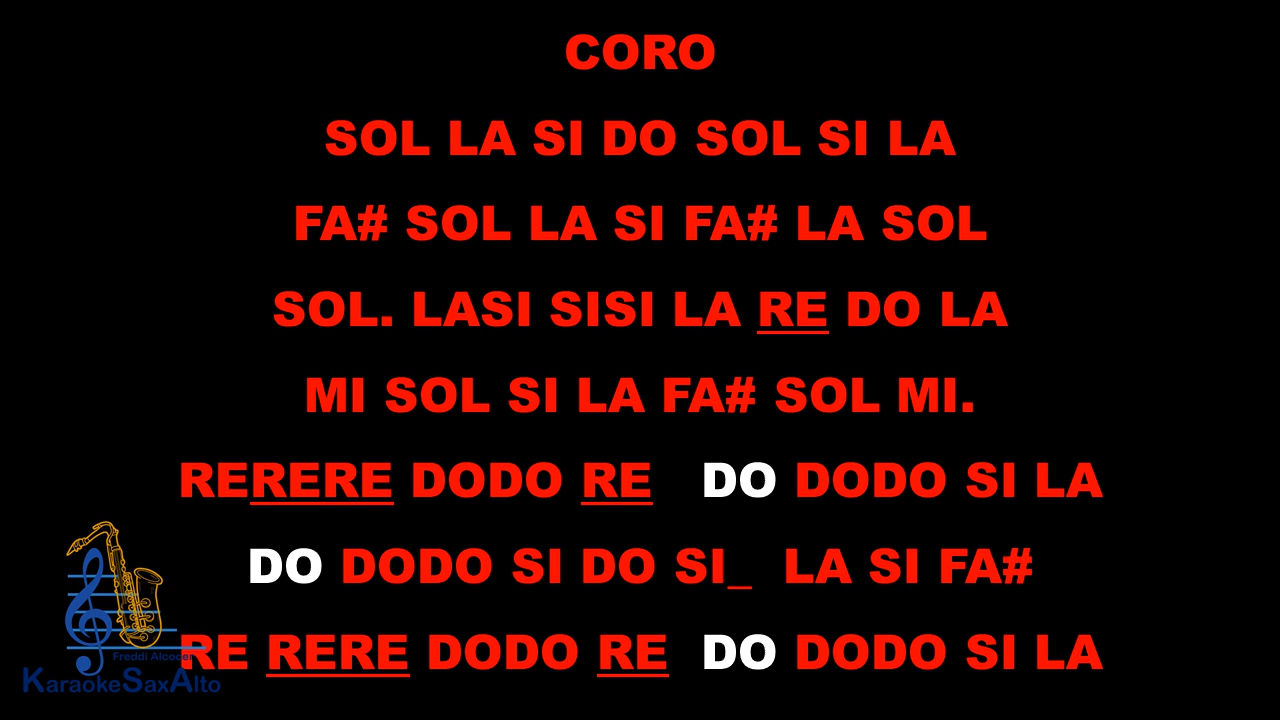 CORO
SOL LA SI DO SOL SI LA
FA# SOL LA SI FA# LA SOL
SOL. LASI SISI LA RE DO LA
MI SOL SI LA FA# SOL MI.
RERERE DODO RE DO DODO SI LA
DO DODO SI DO SI_ LA SI FA#
RE RERE DODO RE DO DODO SI LA
Freddi Alcocer
KaraokeSaxAlto